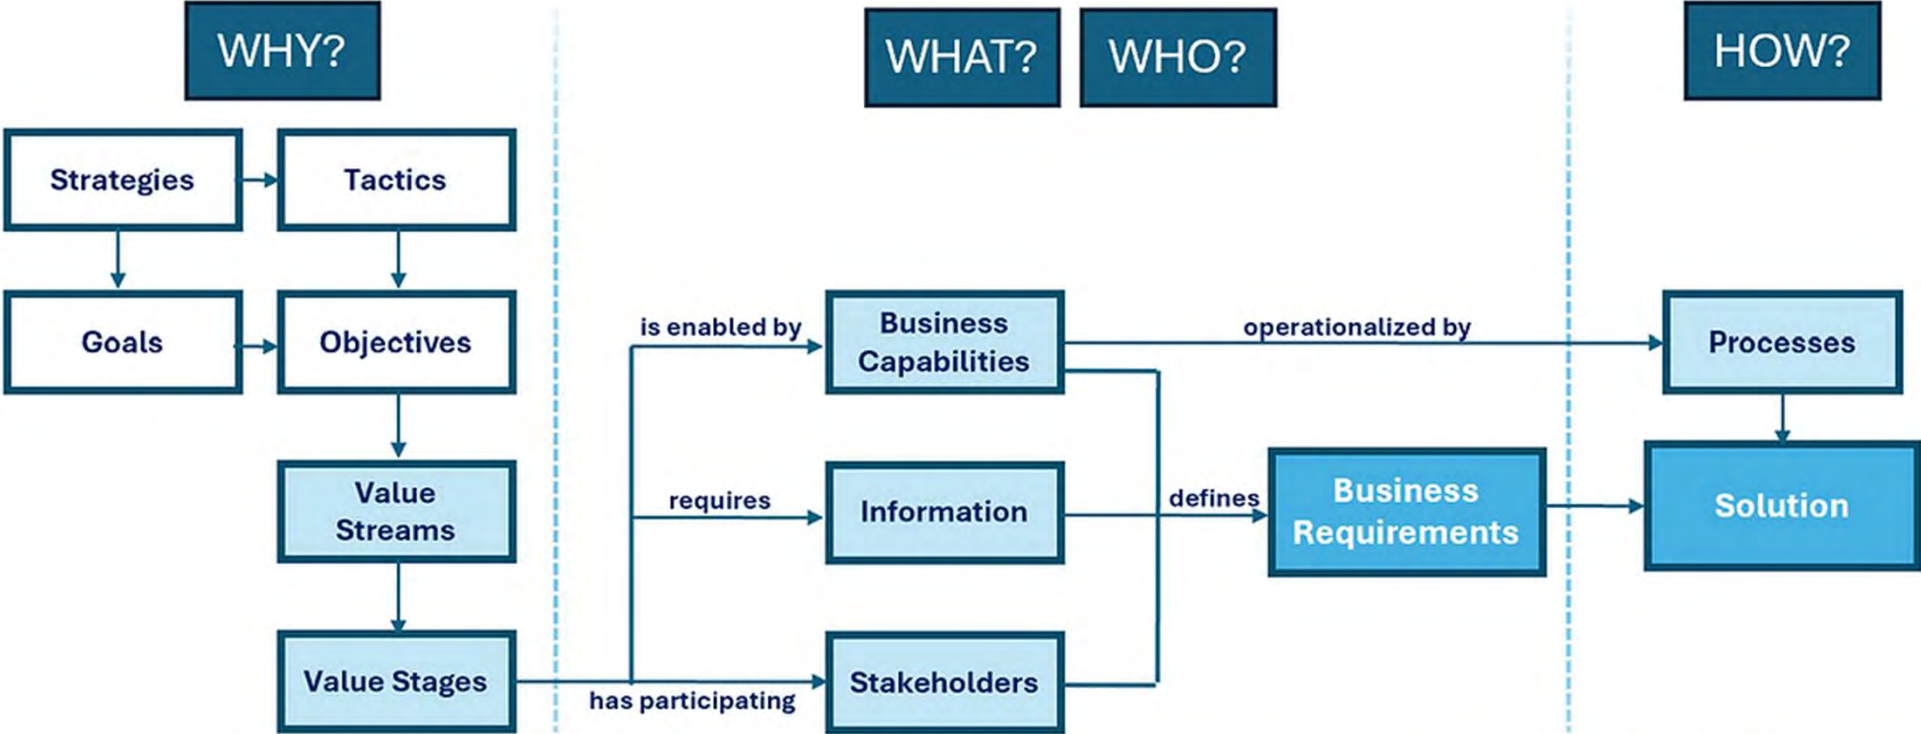 WHY?
WHAT?
WHO?
HOW?
Strategies
Tactics
Goals
Objectives
is enabled by
Business
Capabilities
operationalized by
Processes
Value
Streams
requires
Information
defines
Business
Requirements
Solution
Value Stages
has participating
Stakeholders